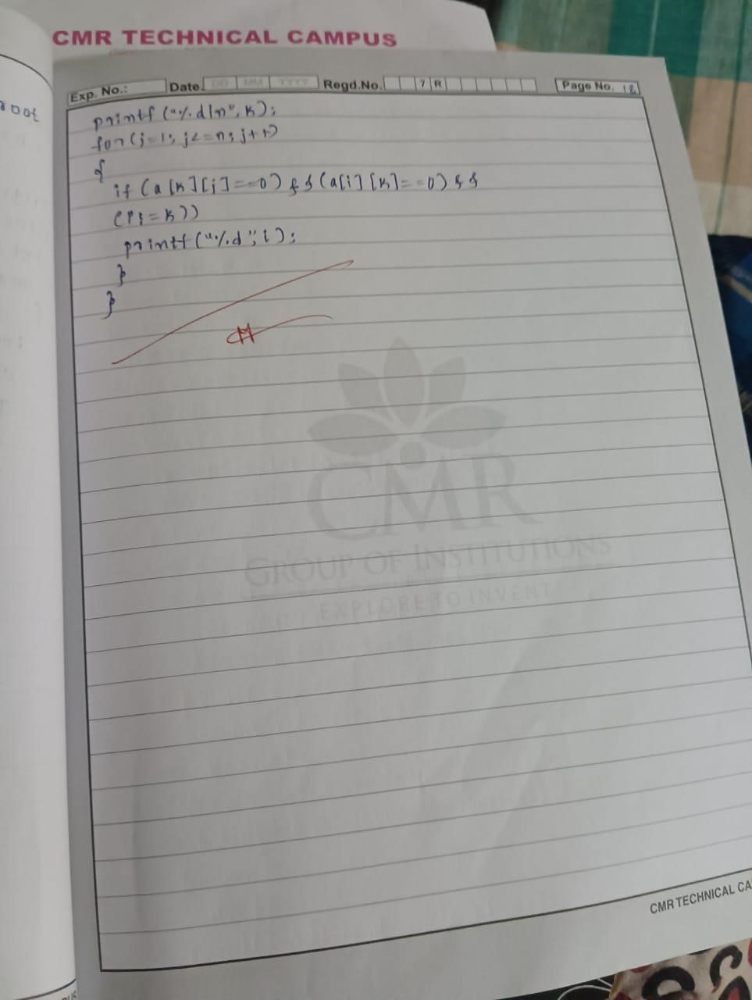 CMR TECHNICAL CAMPUS
Exp. No.: Date DD MM YYYY Regd.No. 7 R Page No. 18
printf ("%d\n", k);
for(j=1; j<=n; j++)
{
if (a[k][j]==0) && (a[i][k]==0) &&
(i=k))
printf("%d", i);
}
}
CMR
GROUP OF INSTITUTIONS
EXPLORE TO INVENT
CMR TECHNICAL CA
root